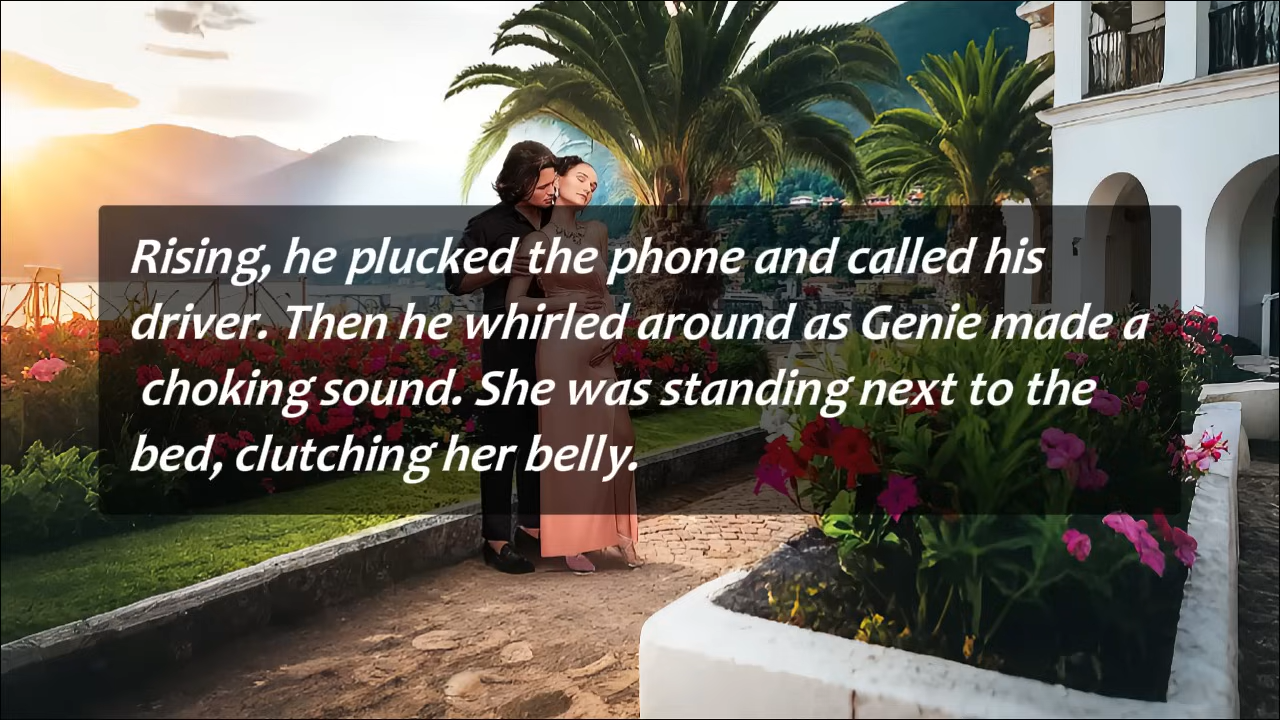 Rising, he plucked the phone and called his
driver. Then he whirled around as Genie made a
choking sound. She was standing next to the
bed, clutching her belly.